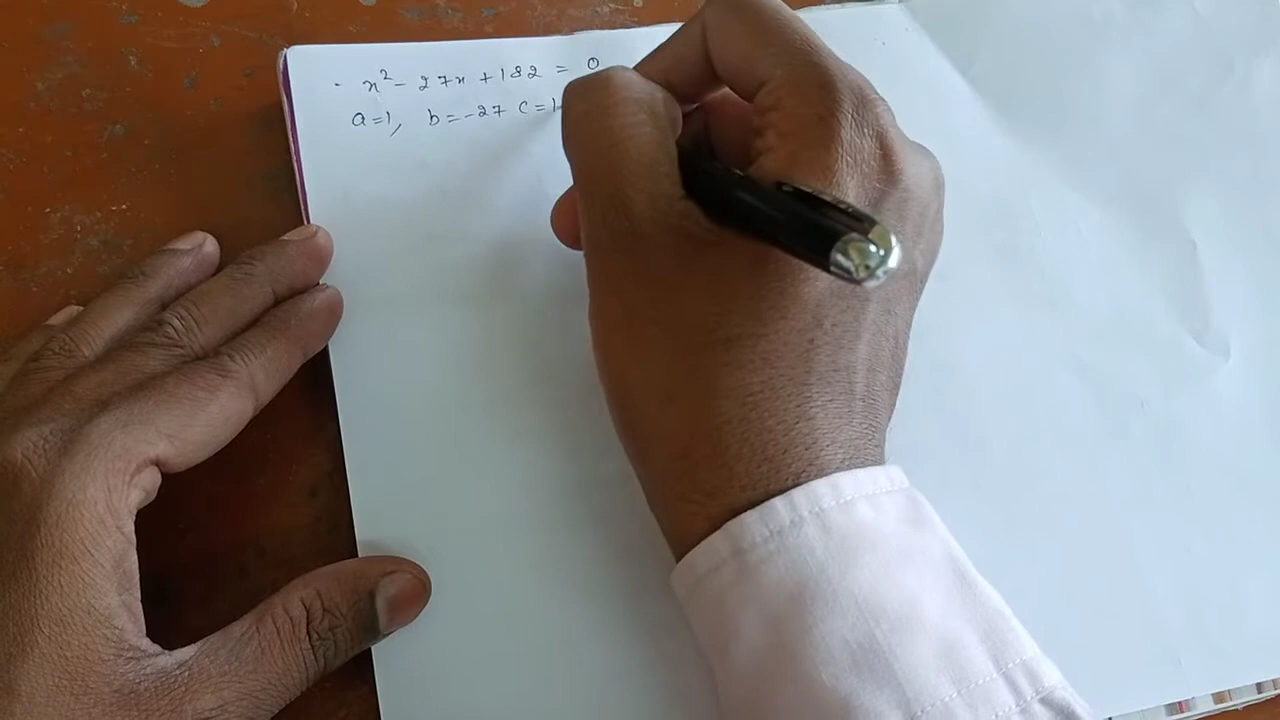 x² - 27x + 182 = 0
a=1, b=-27 c=1